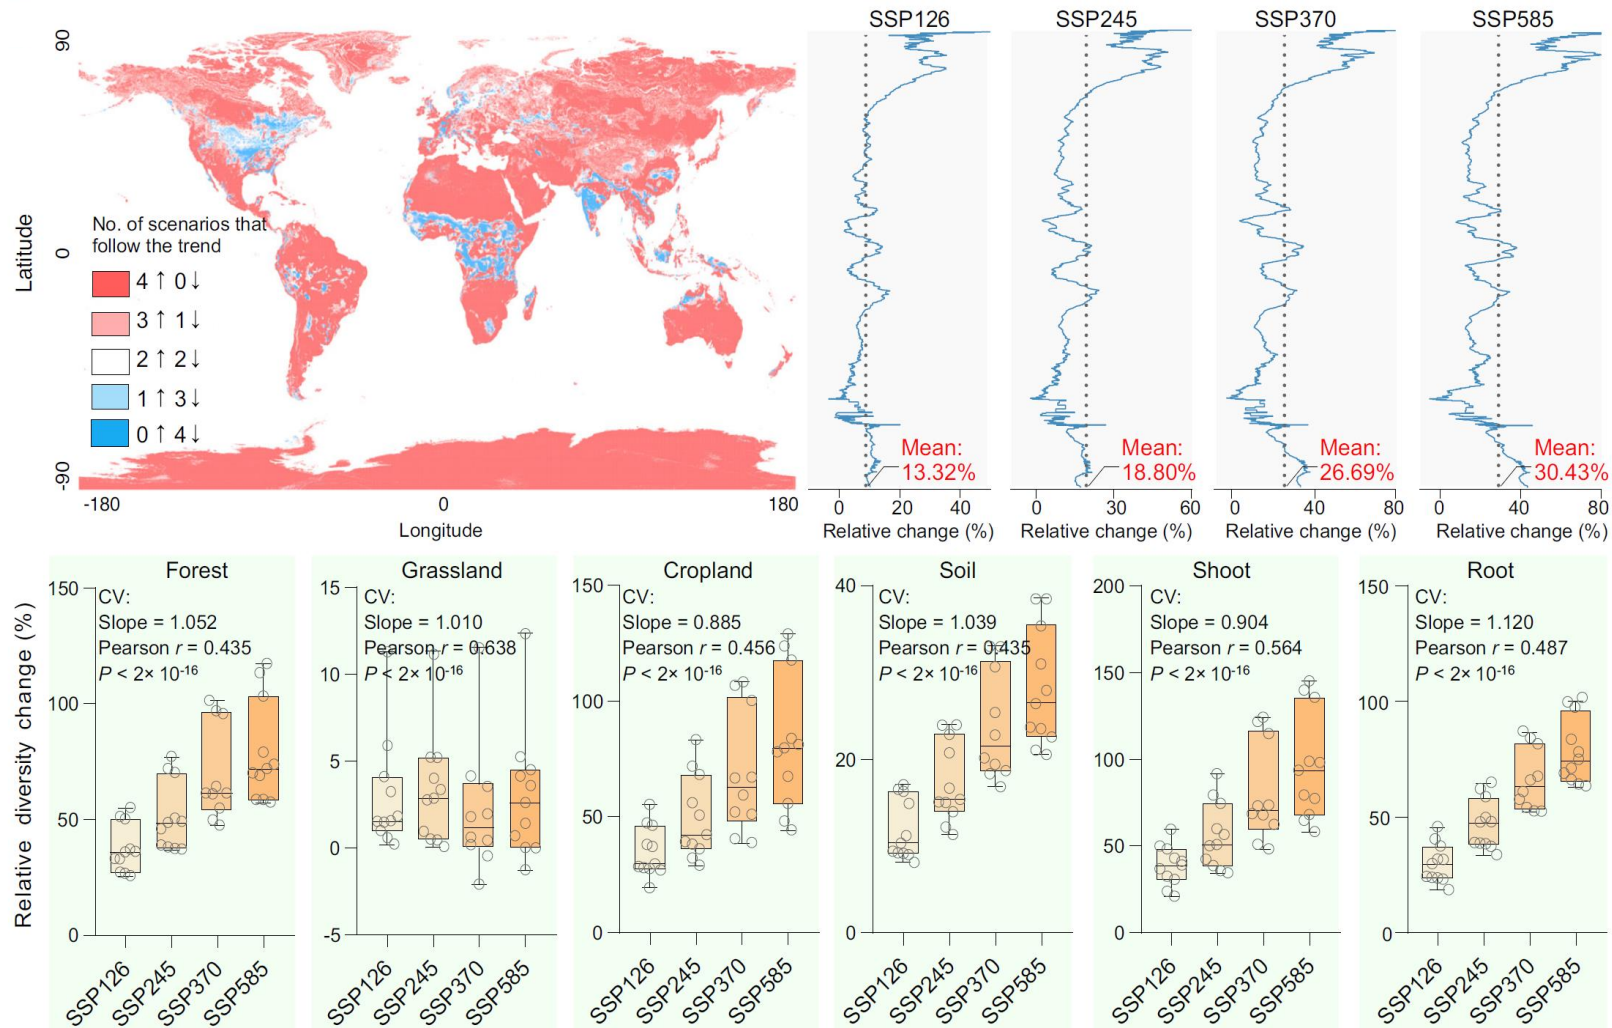 SSP126
SSP245
SSP370
SSP585
90
0
-90
Latitude
No. of scenarios that
follow the trend
4 ↑ 0 ↓
3 ↑ 1 ↓
2 ↑ 2 ↓
1 ↑ 3 ↓
0 ↑ 4 ↓
-180
0
180
Longitude
Mean:
13.32%
0
20
40
Relative change (%)
Mean:
18.80%
0
30
60
Relative change (%)
Mean:
26.69%
0
40
80
Relative change (%)
Mean:
30.43%
0
40
80
Relative change (%)
Relative diversity change (%)
Forest
150
100
50
0
CV:
Slope = 1.052
Pearson r = 0.435
P < 2× 10-16
SSP126
SSP245
SSP370
SSP585
Grassland
15
10
5
0
-5
CV:
Slope = 1.010
Pearson r = 0.638
P < 2× 10-16
SSP126
SSP245
SSP370
SSP585
Cropland
150
100
50
0
CV:
Slope = 0.885
Pearson r = 0.456
P < 2× 10-16
SSP126
SSP245
SSP370
SSP585
Soil
40
20
0
CV:
Slope = 1.039
Pearson r = 0.435
P < 2× 10-16
SSP126
SSP245
SSP370
SSP585
Shoot
200
150
100
50
0
CV:
Slope = 0.904
Pearson r = 0.564
P < 2× 10-16
SSP126
SSP245
SSP370
SSP585
Root
150
100
50
0
CV:
Slope = 1.120
Pearson r = 0.487
P < 2× 10-16
SSP126
SSP245
SSP370
SSP585